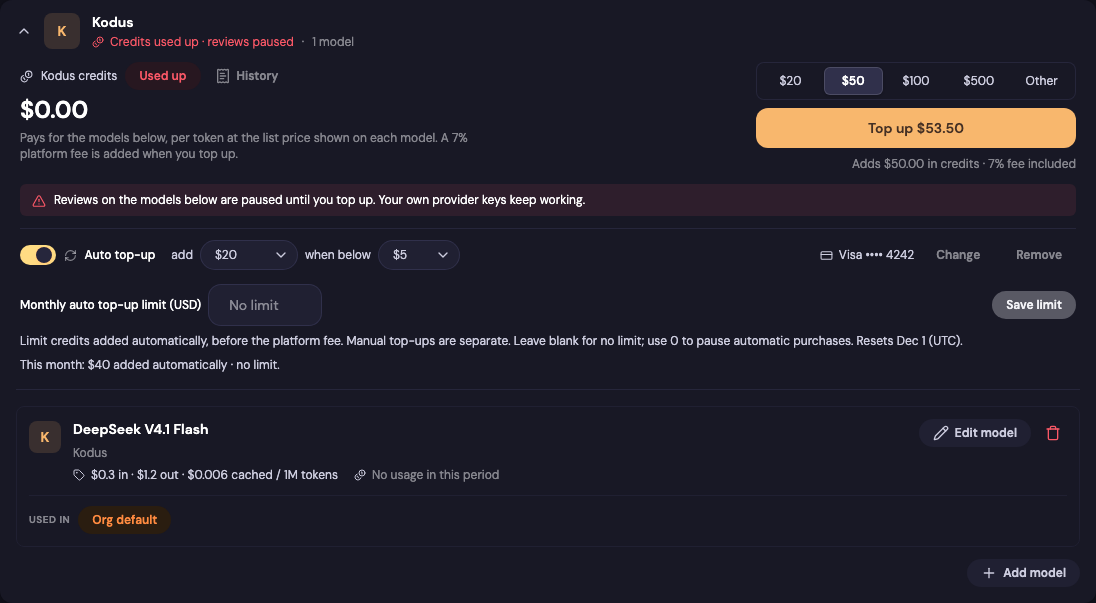 K
Kodus
Credits used up · reviews paused · 1 model
Kodus credits Used up History
$0.00
Pays for the models below, per token at the list price shown on each model. A 7%
platform fee is added when you top up.
$20 $50 $100 $500 Other
Top up $53.50
Adds $50.00 in credits · 7% fee included
Reviews on the models below are paused until you top up. Your own provider keys keep working.
Auto top-up add $20 when below $5 Visa •••• 4242 Change Remove
Monthly auto top-up limit (USD) No limit Save limit
Limit credits added automatically, before the platform fee. Manual top-ups are separate. Leave blank for no limit; use 0 to pause automatic purchases. Resets Dec 1 (UTC).
This month: $40 added automatically · no limit.
K
DeepSeek V4.1 Flash Edit model
Kodus
$0.3 in · $1.2 out · $0.006 cached / 1M tokens No usage in this period
USED IN Org default
+ Add model